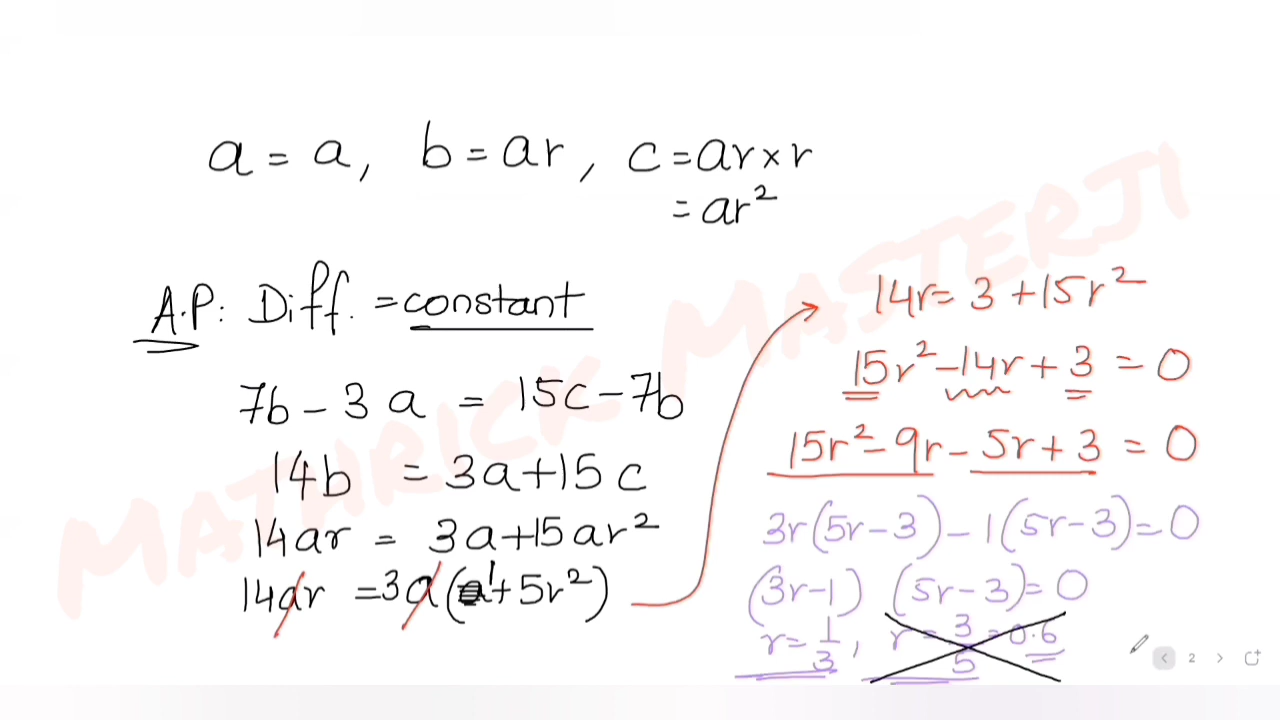 a = a, b = ar, c = ar × r
= ar²
A.P: Diff. = constant
7b - 3a = 15c - 7b
14b = 3a + 15c
14ar = 3a + 15ar²
14ar = 3a(1 + 5r²)
14r = 3 + 15r²
15r² - 14r + 3 = 0
15r² - 9r - 5r + 3 = 0
3r(5r - 3) - 1(5r - 3) = 0
(3r - 1) (5r - 3) = 0
r = 1/3, r = 3/5 = 0.6
MATHRICK MASTERJI
2